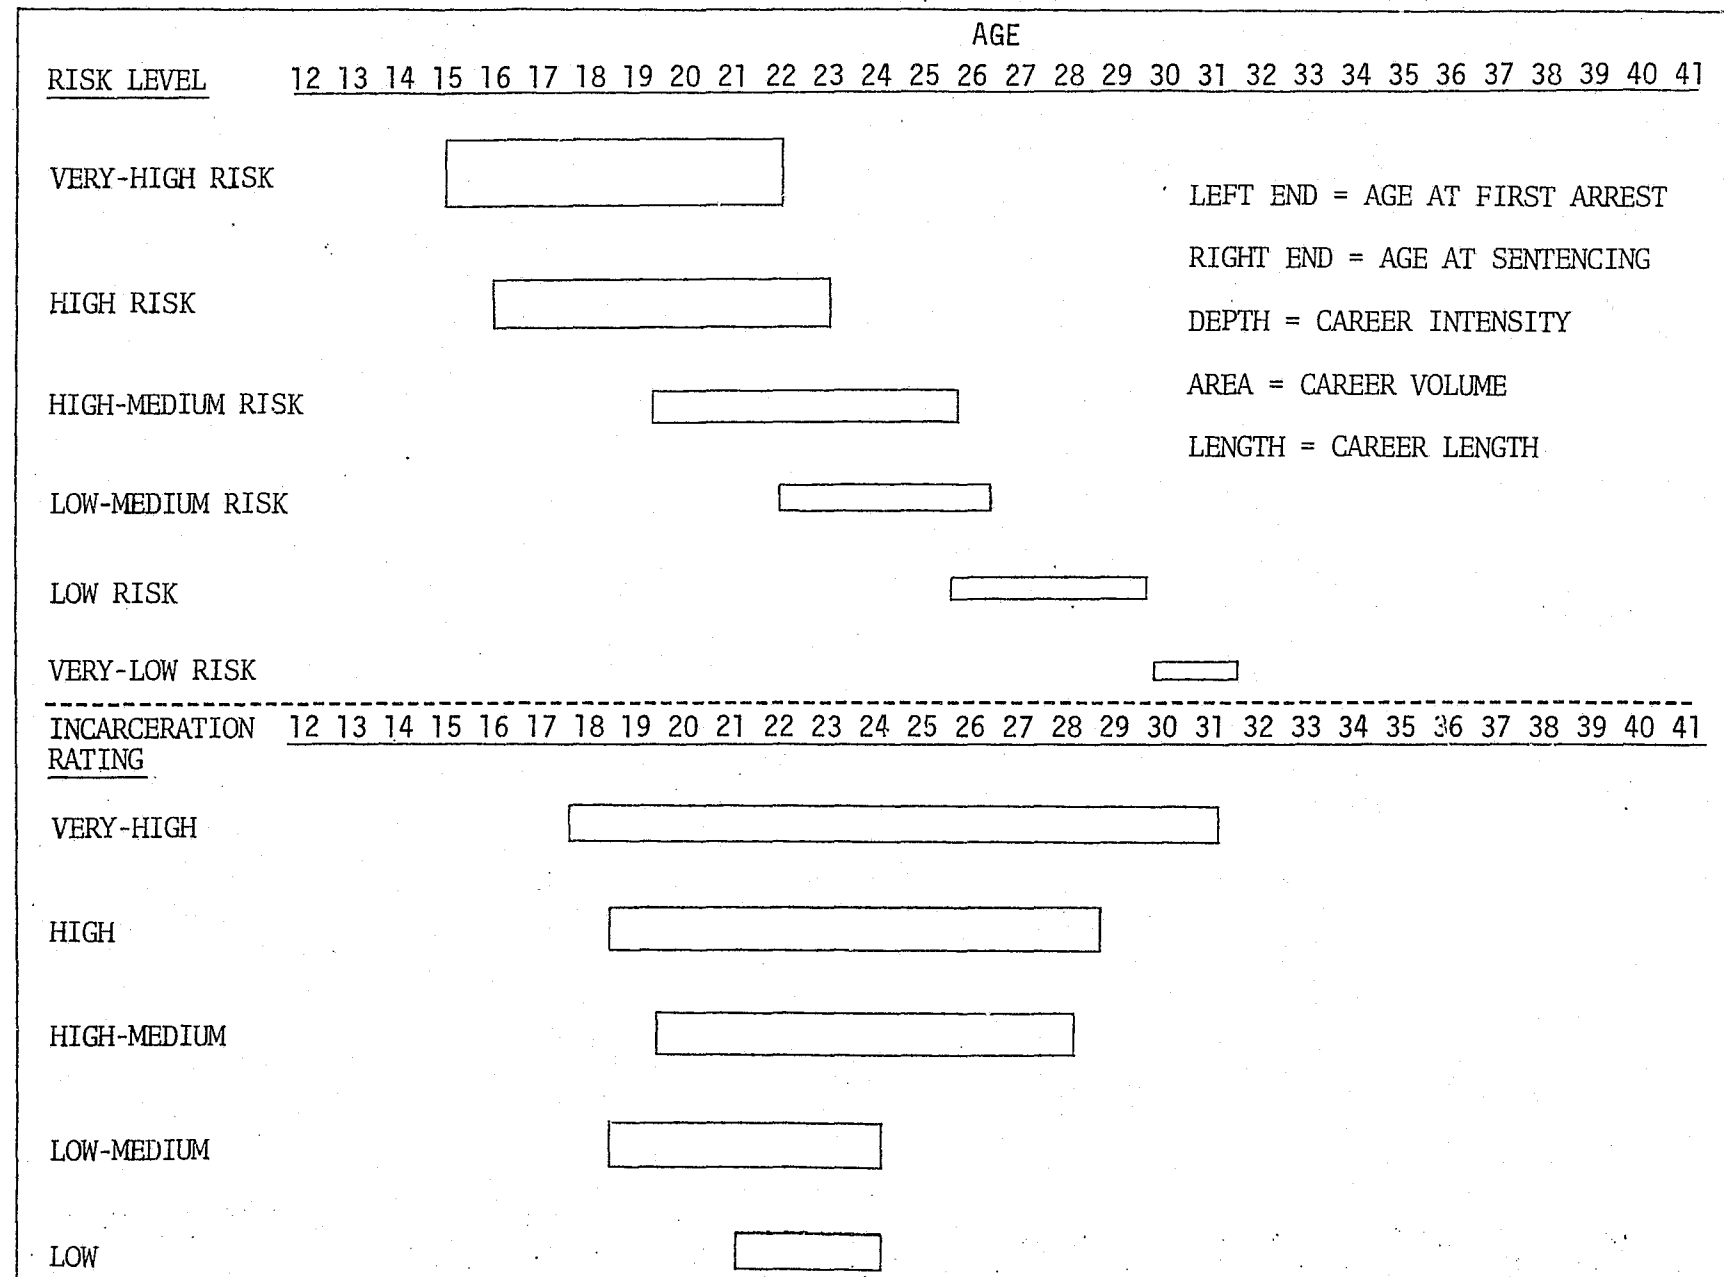 AGE
RISK LEVEL 12 13 14 15 16 17 18 19 20 21 22 23 24 25 26 27 28 29 30 31 32 33 34 35 36 37 38 39 40 41
VERY-HIGH RISK
LEFT END = AGE AT FIRST ARREST
RIGHT END = AGE AT SENTENCING
HIGH RISK
DEPTH = CAREER INTENSITY
AREA = CAREER VOLUME
HIGH-MEDIUM RISK
LENGTH = CAREER LENGTH
LOW-MEDIUM RISK
LOW RISK
VERY-LOW RISK
INCARCERATION 12 13 14 15 16 17 18 19 20 21 22 23 24 25 26 27 28 29 30 31 32 33 34 35 36 37 38 39 40 41
RATING
VERY-HIGH
HIGH
HIGH-MEDIUM
LOW-MEDIUM
LOW